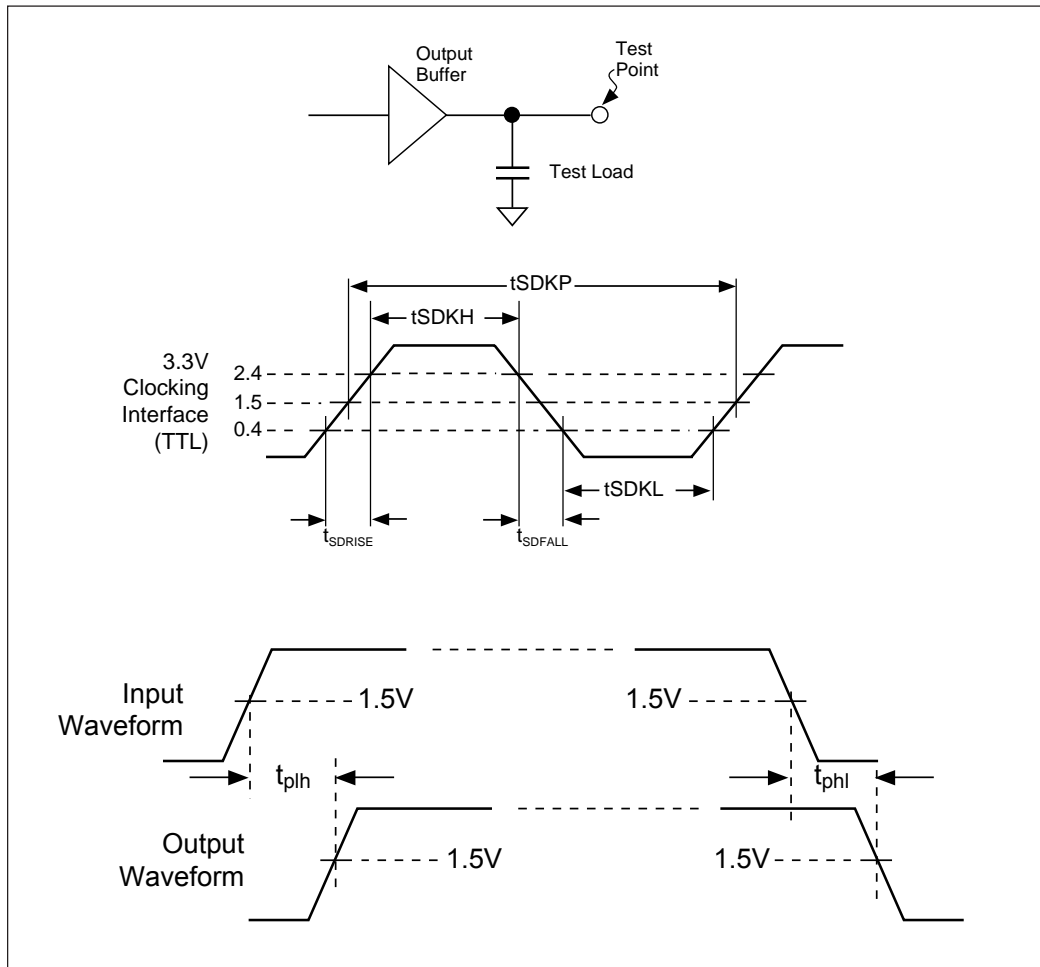 Output
Buffer
Test
Point
Test Load
tSDKP
tSDKH
3.3V
Clocking
Interface
(TTL)
2.4
1.5
0.4
tSDKL
tSDRISE
tSDFALL
Input
Waveform
1.5V
1.5V
tplh
tphl
Output
Waveform
1.5V
1.5V